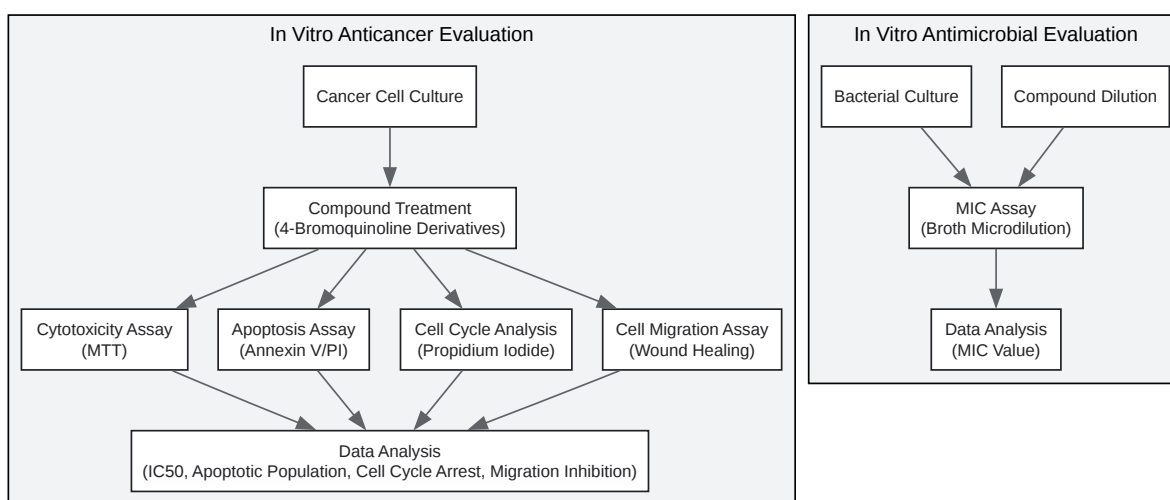 In Vitro Anticancer Evaluation
Cancer Cell Culture
Compound Treatment
(4-Bromoquinoline Derivatives)
Cytotoxicity Assay
(MTT)
Apoptosis Assay
(Annexin V/PI)
Cell Cycle Analysis
(Propidium Iodide)
Cell Migration Assay
(Wound Healing)
Data Analysis
(IC50, Apoptotic Population, Cell Cycle Arrest, Migration Inhibition)
In Vitro Antimicrobial Evaluation
Bacterial Culture
Compound Dilution
MIC Assay
(Broth Microdilution)
Data Analysis
(MIC Value)